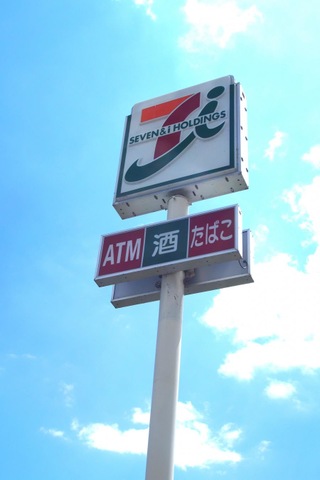 SEVEN & i HOLDINGS
ATM 酒 たばこ